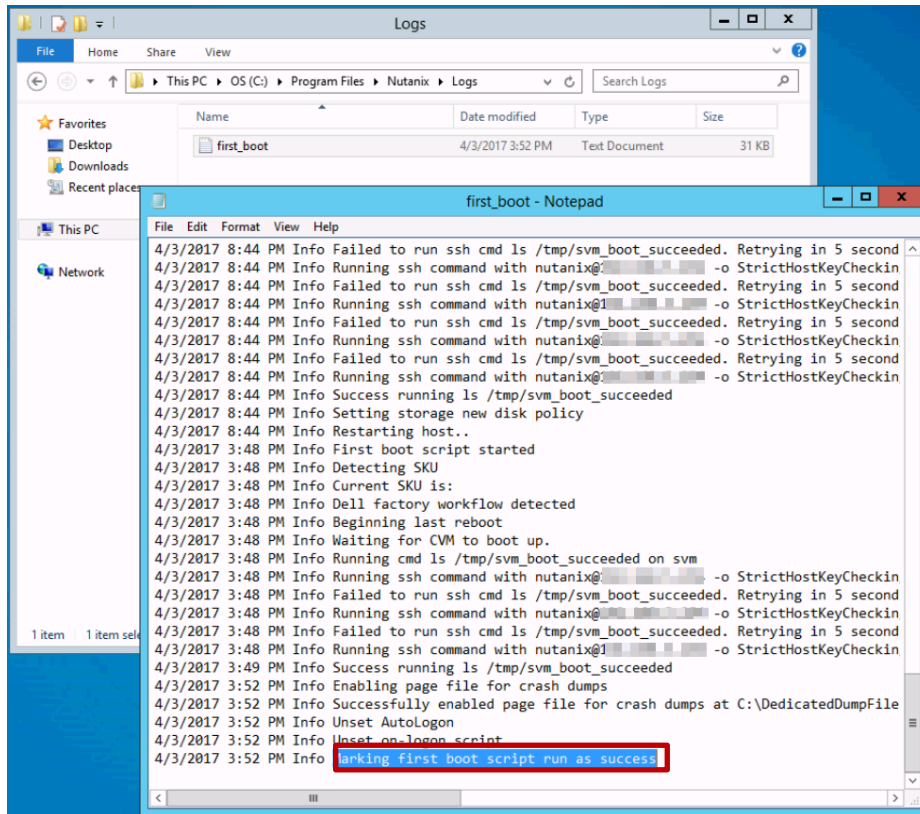 Logs
File Home Share View
This PC OS (C:) Program Files Nutanix Logs
Search Logs
Favorites
Desktop
Downloads
Recent places
This PC
Network
Name Date modified Type Size
first_boot 4/3/2017 3:52 PM Text Document 31 KB
1 item 1 item sele
first_boot - Notepad
File Edit Format View Help
4/3/2017 8:44 PM Info Failed to run ssh cmd ls /tmp/svm_boot_succeeded. Retrying in 5 second
4/3/2017 8:44 PM Info Running ssh command with nutanix@ -o StrictHostKeyCheckin
4/3/2017 8:44 PM Info Failed to run ssh cmd ls /tmp/svm_boot_succeeded. Retrying in 5 second
4/3/2017 8:44 PM Info Running ssh command with nutanix@1 -o StrictHostKeyCheckin
4/3/2017 8:44 PM Info Failed to run ssh cmd ls /tmp/svm_boot_succeeded. Retrying in 5 second
4/3/2017 8:44 PM Info Running ssh command with nutanix@ -o StrictHostKeyCheckin
4/3/2017 8:44 PM Info Failed to run ssh cmd ls /tmp/svm_boot_succeeded. Retrying in 5 second
4/3/2017 8:44 PM Info Running ssh command with nutanix@ -o StrictHostKeyCheckin
4/3/2017 8:44 PM Info Success running ls /tmp/svm_boot_succeeded
4/3/2017 8:44 PM Info Setting storage new disk policy
4/3/2017 8:44 PM Info Restarting host..
4/3/2017 3:48 PM Info First boot script started
4/3/2017 3:48 PM Info Detecting SKU
4/3/2017 3:48 PM Info Current SKU is:
4/3/2017 3:48 PM Info Dell factory workflow detected
4/3/2017 3:48 PM Info Beginning last reboot
4/3/2017 3:48 PM Info Waiting for CVM to boot up.
4/3/2017 3:48 PM Info Running cmd ls /tmp/svm_boot_succeeded on svm
4/3/2017 3:48 PM Info Running ssh command with nutanix@ -o StrictHostKeyCheckin
4/3/2017 3:48 PM Info Failed to run ssh cmd ls /tmp/svm_boot_succeeded. Retrying in 5 second
4/3/2017 3:48 PM Info Running ssh command with nutanix@ -o StrictHostKeyCheckin
4/3/2017 3:48 PM Info Failed to run ssh cmd ls /tmp/svm_boot_succeeded. Retrying in 5 second
4/3/2017 3:48 PM Info Running ssh command with nutanix@1 -o StrictHostKeyCheckin
4/3/2017 3:49 PM Info Success running ls /tmp/svm_boot_succeeded
4/3/2017 3:52 PM Info Enabling page file for crash dumps
4/3/2017 3:52 PM Info Successfully enabled page file for crash dumps at C:\DedicatedDumpFile
4/3/2017 3:52 PM Info Unset AutoLogon
4/3/2017 3:52 PM Info Unset on-logon script
4/3/2017 3:52 PM Info Marking first boot script run as success